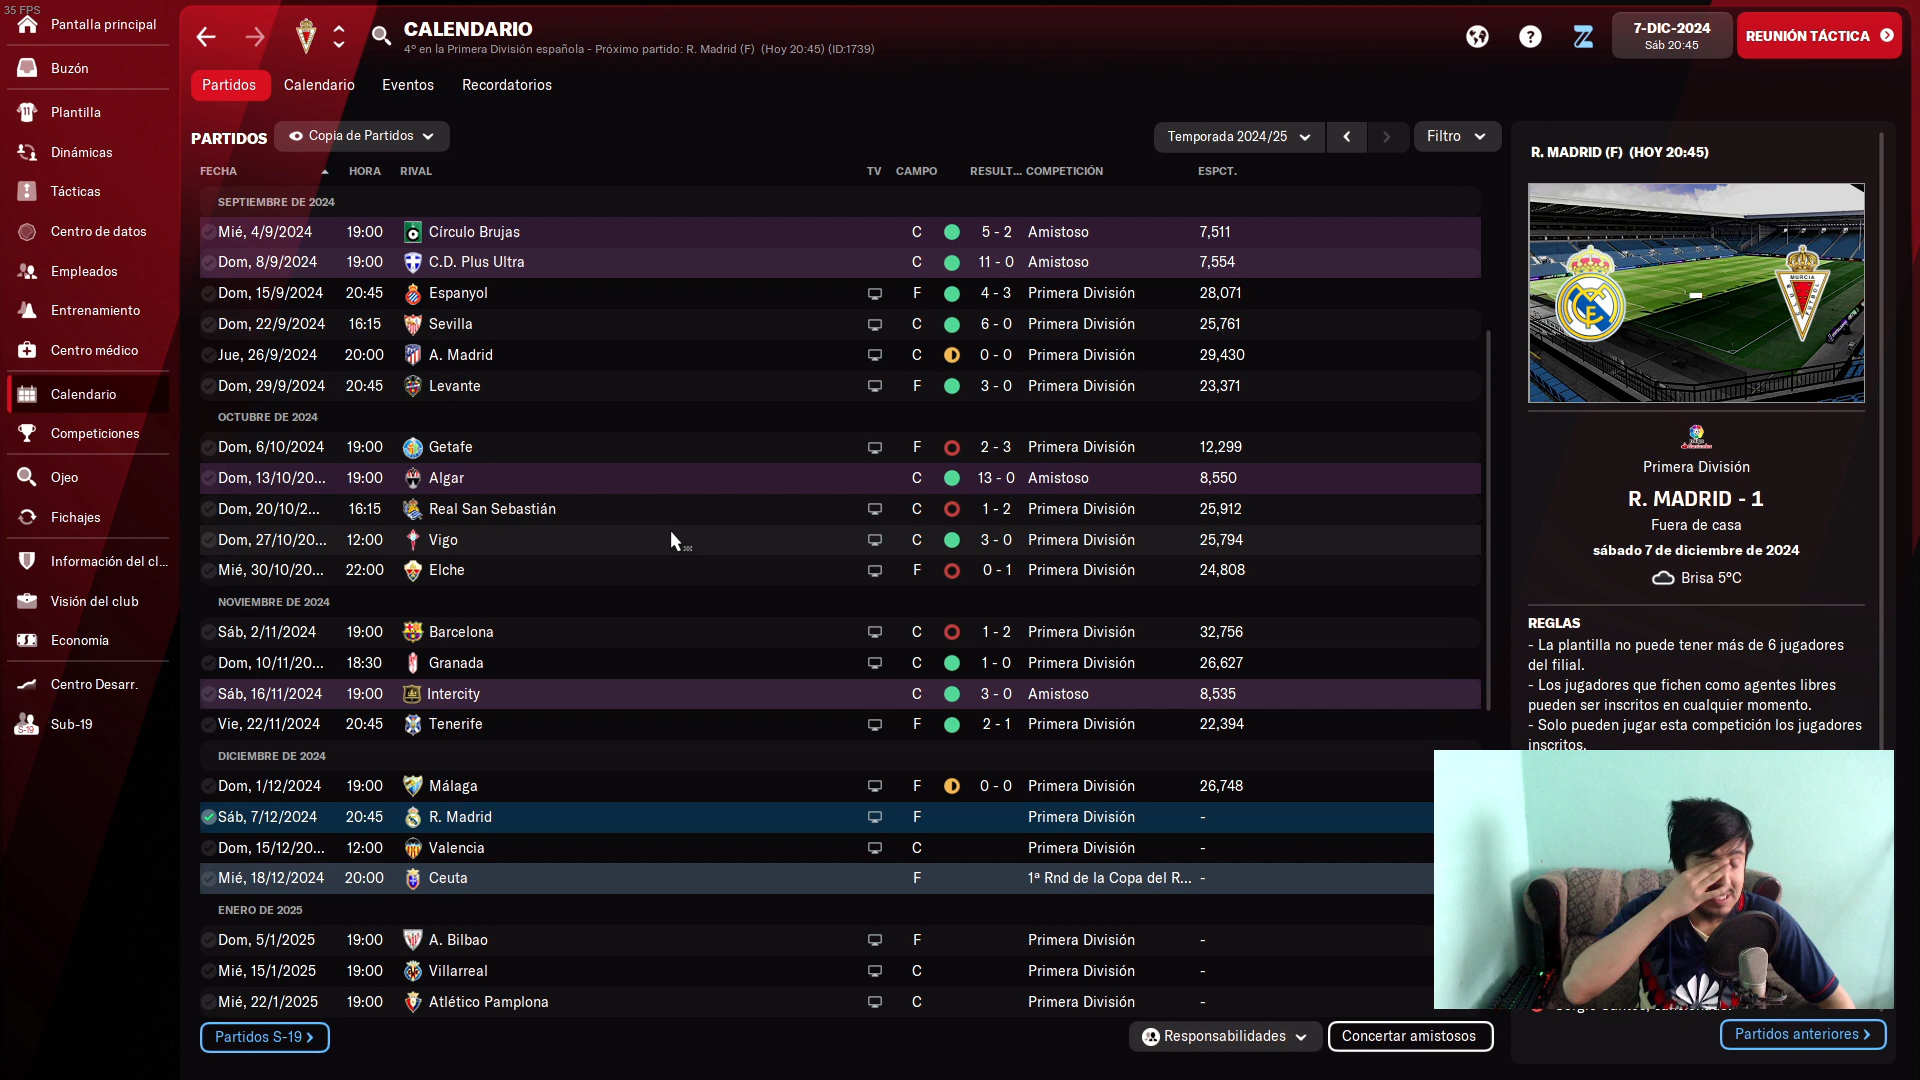 35 FPS
Pantalla principal
Buzón
Plantilla
Dinámicas
Tácticas
Centro de datos
Empleados
Entrenamiento
Centro médico
Calendario
Competiciones
Ojeo
Fichajes
Información del cl...
Visión del club
Economía
Centro Desarr.
Sub-19
CALENDARIO
4º en la Primera División española - Próximo partido: R. Madrid (F) (Hoy 20:45) (ID:1739)
7-DIC-2024
Sáb 20:45
REUNIÓN TÁCTICA
Partidos Calendario Eventos Recordatorios
PARTIDOS Copia de Partidos Temporada 2024/25 Filtro
FECHA HORA RIVAL TV CAMPO RESULT... COMPETICIÓN ESPCT.
SEPTIEMBRE DE 2024
Mié, 4/9/2024 19:00 Círculo Brujas C 5 - 2 Amistoso 7,511
Dom, 8/9/2024 19:00 C.D. Plus Ultra C 11 - 0 Amistoso 7,554
Dom, 15/9/2024 20:45 Espanyol F 4 - 3 Primera División 28,071
Dom, 22/9/2024 16:15 Sevilla C 6 - 0 Primera División 25,761
Jue, 26/9/2024 20:00 A. Madrid C 0 - 0 Primera División 29,430
Dom, 29/9/2024 20:45 Levante F 3 - 0 Primera División 23,371
OCTUBRE DE 2024
Dom, 6/10/2024 19:00 Getafe F 2 - 3 Primera División 12,299
Dom, 13/10/20... 19:00 Algar C 13 - 0 Amistoso 8,550
Dom, 20/10/2... 16:15 Real San Sebastián C 1 - 2 Primera División 25,912
Dom, 27/10/20... 12:00 Vigo C 3 - 0 Primera División 25,794
Mié, 30/10/20... 22:00 Elche F 0 - 1 Primera División 24,808
NOVIEMBRE DE 2024
Sáb, 2/11/2024 19:00 Barcelona C 1 - 2 Primera División 32,756
Dom, 10/11/20... 18:30 Granada C 1 - 0 Primera División 26,627
Sáb, 16/11/2024 19:00 Intercity C 3 - 0 Amistoso 8,535
Vie, 22/11/2024 20:45 Tenerife F 2 - 1 Primera División 22,394
DICIEMBRE DE 2024
Dom, 1/12/2024 19:00 Málaga F 0 - 0 Primera División 26,748
Sáb, 7/12/2024 20:45 R. Madrid F Primera División -
Dom, 15/12/20... 12:00 Valencia C Primera División -
Mié, 18/12/2024 20:00 Ceuta F 1ª Rnd de la Copa del R... -
ENERO DE 2025
Dom, 5/1/2025 19:00 A. Bilbao F Primera División -
Mié, 15/1/2025 19:00 Villarreal C Primera División -
Mié, 22/1/2025 19:00 Atlético Pamplona C Primera División -
Partidos S-19 Responsabilidades Concertar amistosos
R. MADRID (F) (HOY 20:45)
MURCIA
Primera División
R. MADRID - 1
Fuera de casa
sábado 7 de diciembre de 2024
Brisa 5°C
REGLAS
- La plantilla no puede tener más de 6 jugadores
del filial.
- Los jugadores que fichen como agentes libres
pueden ser inscritos en cualquier momento.
- Solo pueden jugar esta competición los jugadores
inscritos.
Partidos anteriores